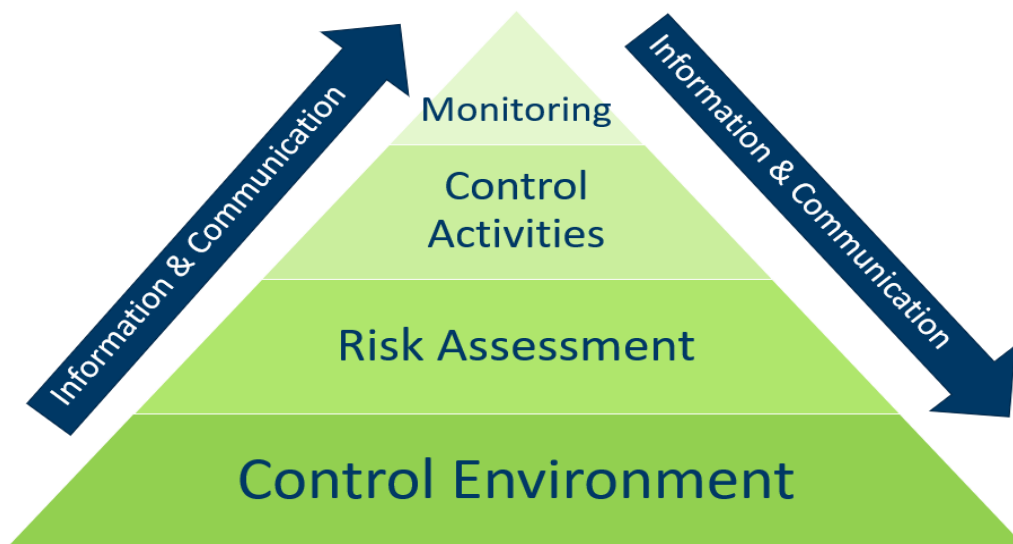 Information & Communication
Information & Communication
Monitoring
Control
Activities
Risk Assessment
Control Environment